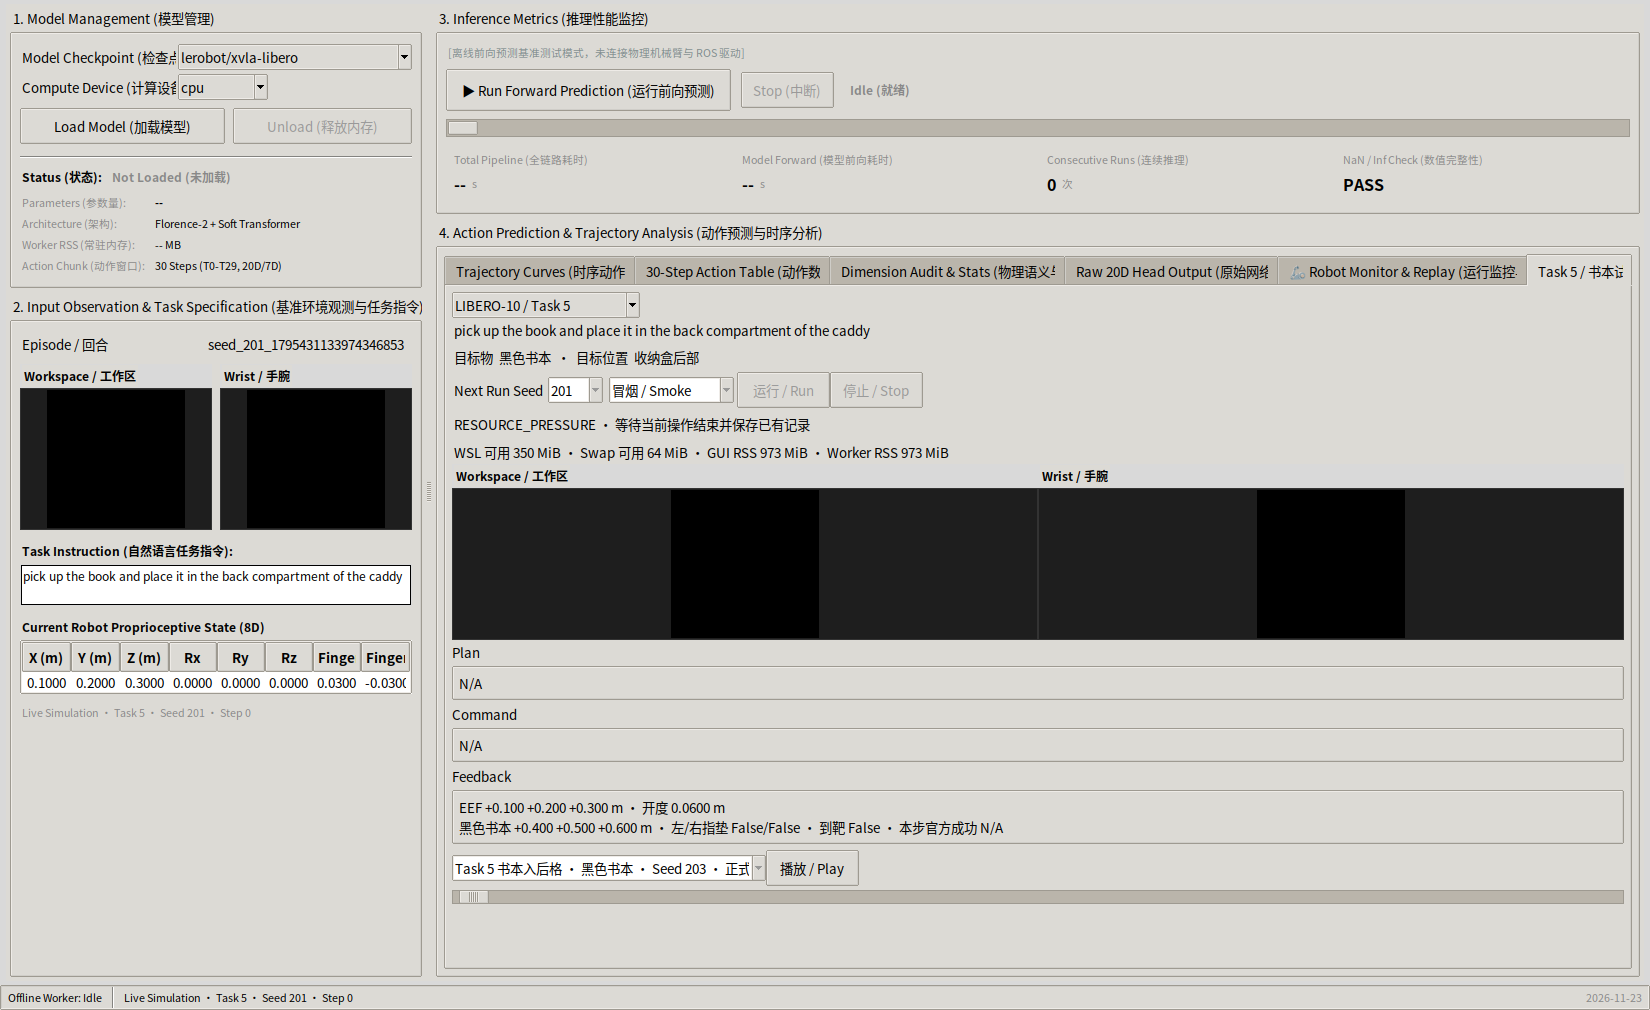 1. Model Management (模型管理)
Model Checkpoint (检查点
lerobot/xvla-libero
Compute Device (计算设备
cpu
Load Model (加载模型)
Unload (释放内存)
Status (状态): Not Loaded (未加载)
Parameters (参数量): --
Architecture (架构): Florence-2 + Soft Transformer
Worker RSS (常驻内存): -- MB
Action Chunk (动作窗口): 30 Steps (T0-T29, 20D/7D)
2. Input Observation & Task Specification (基准环境观测与任务指令)
Episode / 回合 seed_201_1795431133974346853
Workspace / 工作区
Wrist / 手腕
Task Instruction (自然语言任务指令):
pick up the book and place it in the back compartment of the caddy
Current Robot Proprioceptive State (8D)
X (m) Y (m) Z (m) Rx Ry Rz Finge Finger
0.1000 0.2000 0.3000 0.0000 0.0000 0.0000 0.0300 -0.0300
Live Simulation · Task 5 · Seed 201 · Step 0
3. Inference Metrics (推理性能监控)
[离线前向预测基准测试模式，未连接物理机械臂与 ROS 驱动]
▶ Run Forward Prediction (运行前向预测)
Stop (中断)
Idle (就绪)
Total Pipeline (全链路耗时)
-- s
Model Forward (模型前向耗时)
-- s
Consecutive Runs (连续推理)
0 次
NaN / Inf Check (数值完整性)
PASS
4. Action Prediction & Trajectory Analysis (动作预测与时序分析)
Trajectory Curves (时序动作
30-Step Action Table (动作数
Dimension Audit & Stats (物理语义与
Raw 20D Head Output (原始网络
🦾 Robot Monitor & Replay (运行监控
Task 5 / 书本试
LIBERO-10 / Task 5
pick up the book and place it in the back compartment of the caddy
目标物 黑色书本 · 目标位置 收纳盒后部
Next Run Seed 201 冒烟 / Smoke 运行 / Run 停止 / Stop
RESOURCE_PRESSURE · 等待当前操作结束并保存已有记录
WSL 可用 350 MiB · Swap 可用 64 MiB · GUI RSS 973 MiB · Worker RSS 973 MiB
Workspace / 工作区
Wrist / 手腕
Plan
N/A
Command
N/A
Feedback
EEF +0.100 +0.200 +0.300 m · 开度 0.0600 m
黑色书本 +0.400 +0.500 +0.600 m · 左/右指垫 False/False · 到靶 False · 本步官方成功 N/A
Task 5 书本入后格 · 黑色书本 · Seed 203 · 正式
播放 / Play
Offline Worker: Idle
Live Simulation · Task 5 · Seed 201 · Step 0
2026-11-23